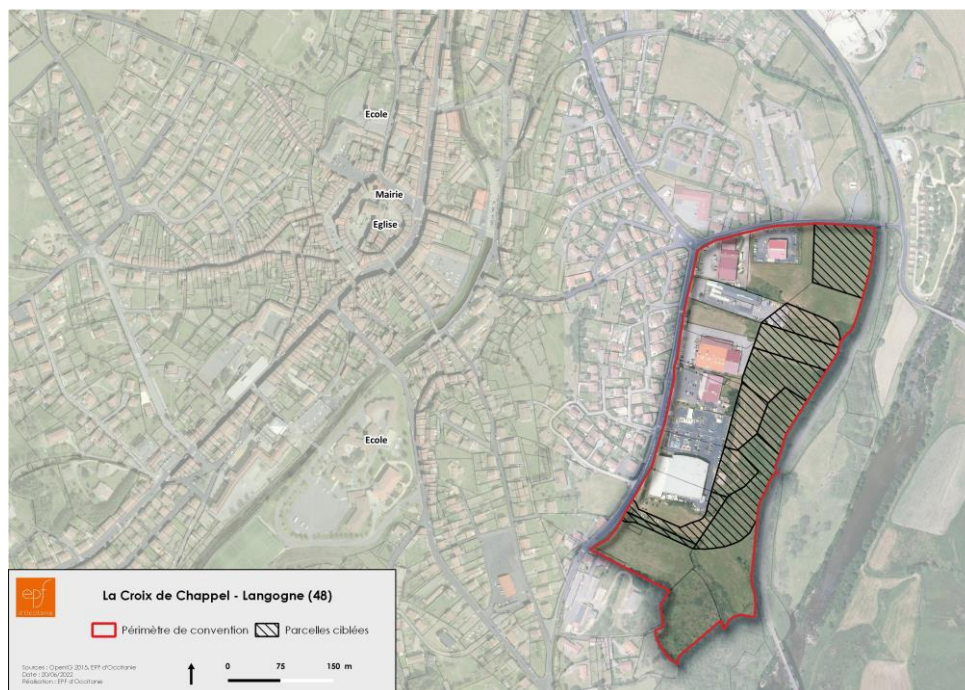 Ecole
Mairie
Eglise
Ecole
epf
d'Occitanie
La Croix de Chappel - Langogne (48)
Périmètre de convention
Parcelles ciblées
Sources : OpenIG 2015, EPF d'Occitanie
Date : 20/06/2022
Réalisation : EPF d'Occitanie
0 75 150 m